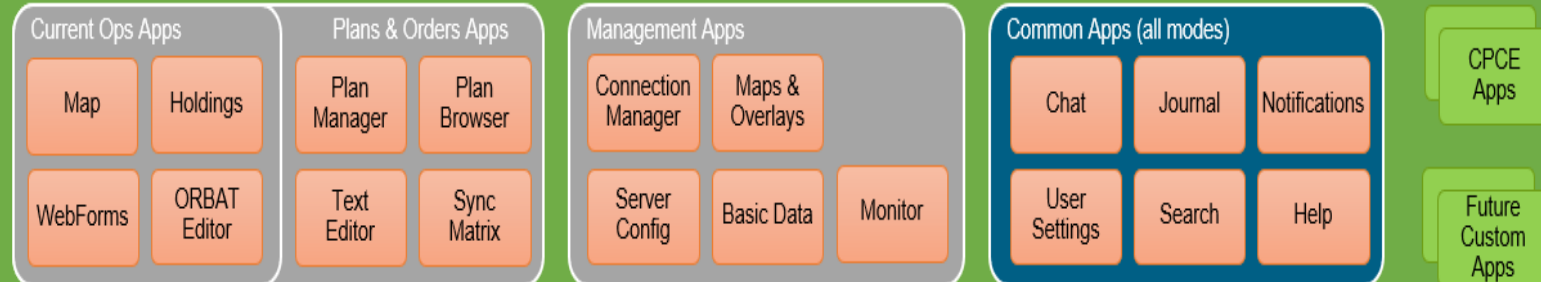 Current Ops Apps
Map
Holdings
WebForms
ORBAT
Editor
Plans & Orders Apps
Plan
Manager
Plan
Browser
Text
Editor
Sync
Matrix
Management Apps
Connection
Manager
Maps &
Overlays
Server
Config
Basic Data
Monitor
Common Apps (all modes)
Chat
Journal
Notifications
User
Settings
Search
Help
CPCE
Apps
Future
Custom
Apps